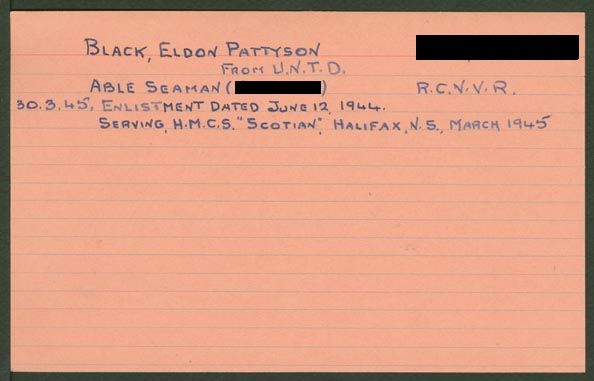 BLACK, ELDON PATTYSON
FROM U.N.T.D.
ABLE SEAMAN ( ) R.C.N.V.R.
30.3.45. ENLISTMENT DATED JUNE 12, 1944.
SERVING, H.M.C.S. "SCOTIAN", HALIFAX, N.S., MARCH 1945